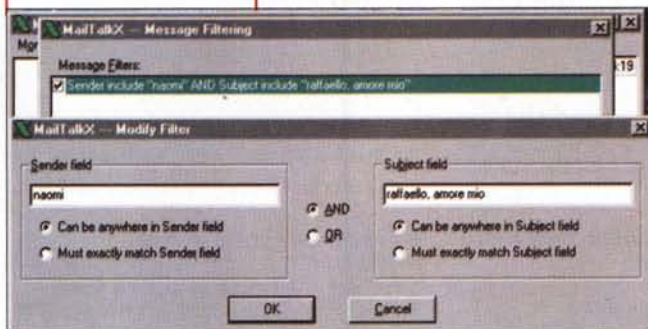 MailTalkX — Message Filtering
Message Filters:
Sender include "naomi" AND Subject include "raffaello, amore mio"
:19
MailTalkX — Modify Filter
Sender field
naomi
Can be anywhere in Sender field
Must exactly match Sender field
AND
OR
Subject field
raffaello, amore mio
Can be anywhere in Subject field
Must exactly match Subject field
OK
Cancel